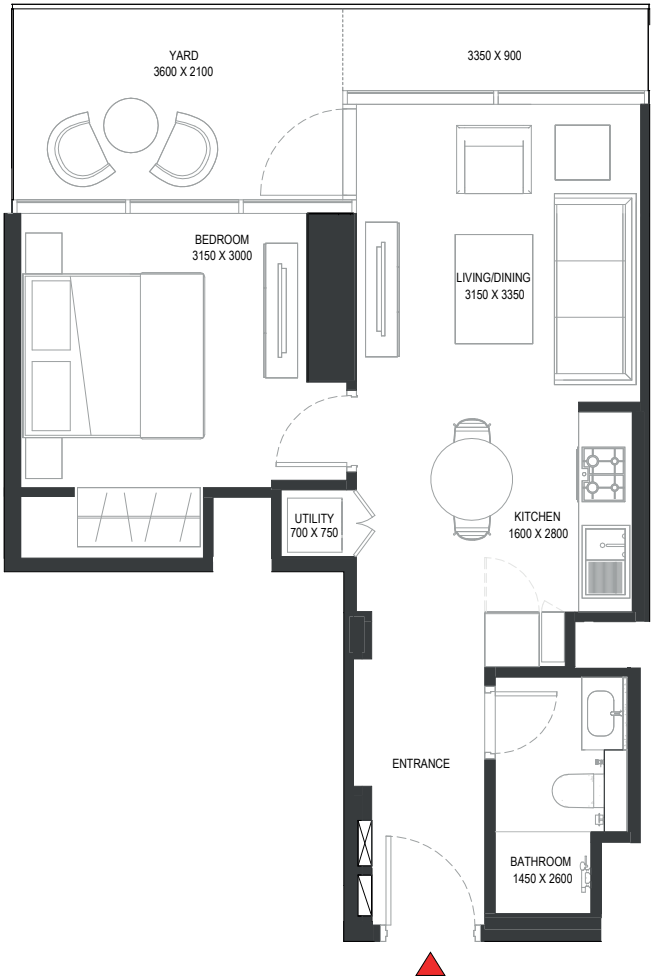 YARD
3600 X 2100
3350 X 900
BEDROOM
3150 X 3000
LIVING/DINING
3150 X 3350
KITCHEN
1600 X 2800
UTILITY
700 X 750
ENTRANCE
BATHROOM
1450 X 2600